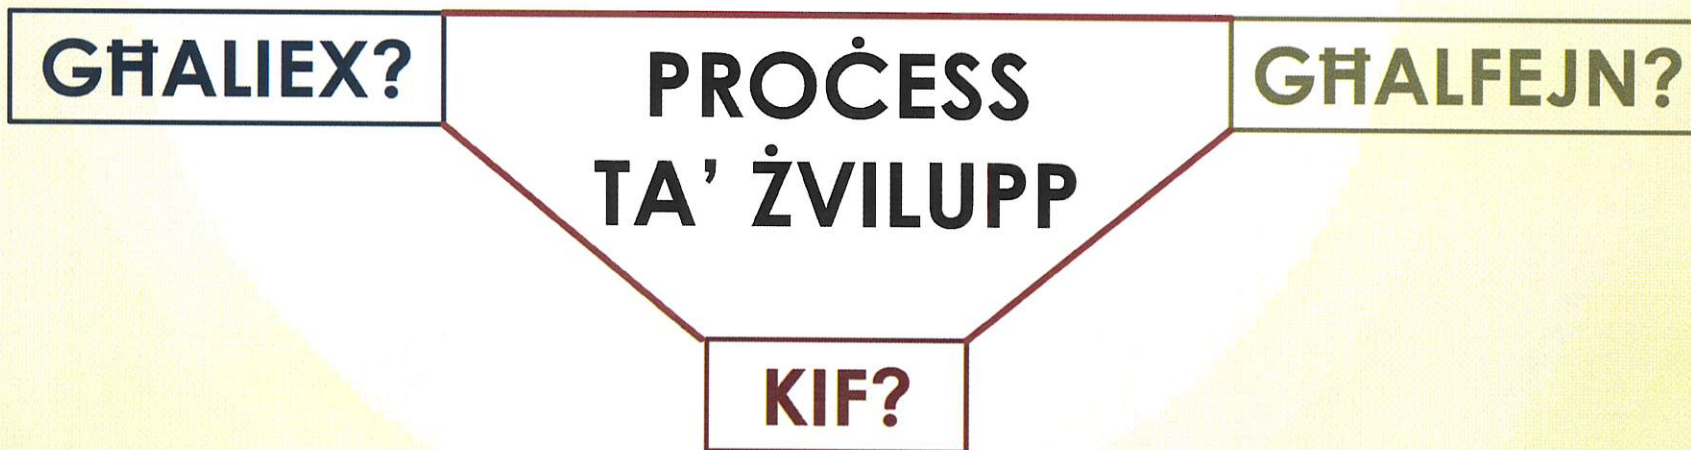 GĦALIEX?
PROĊESS
TA' ŻVILUPP
GĦALFEJN?
KIF?